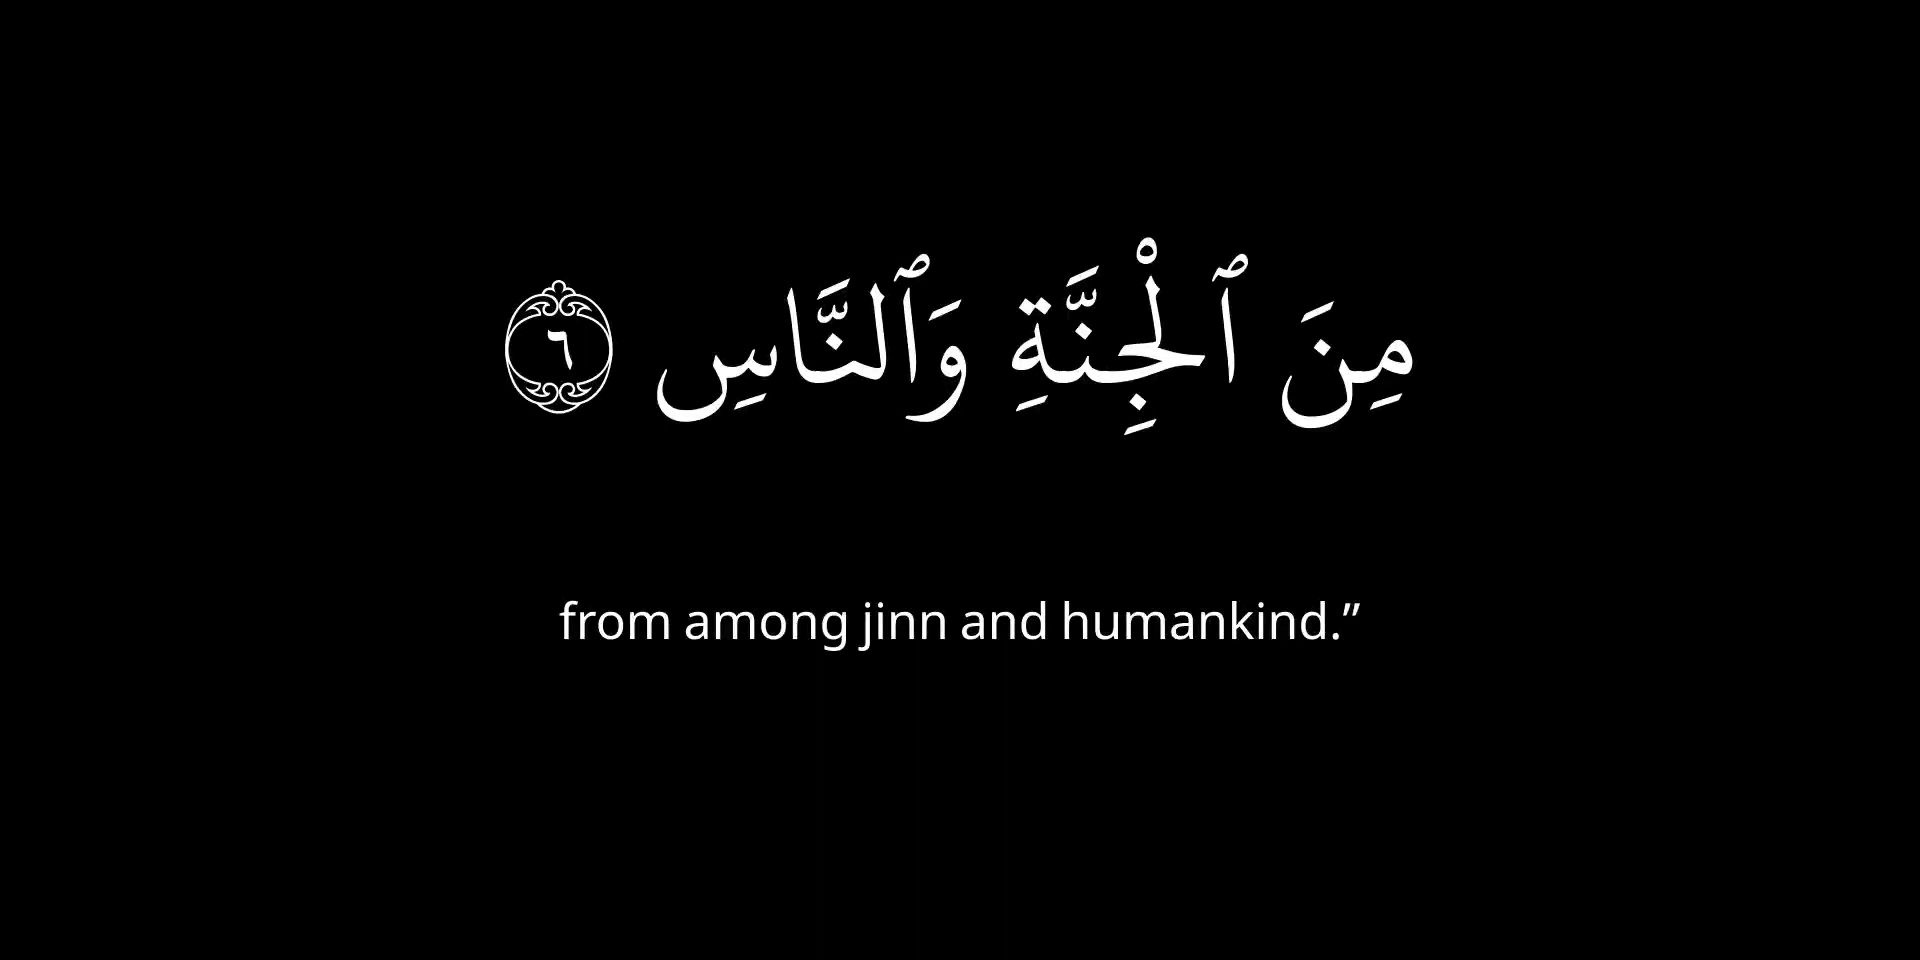 مِنَ ٱلْجِنَّةِ وَٱلنَّاسِ ٦
from among jinn and humankind.”